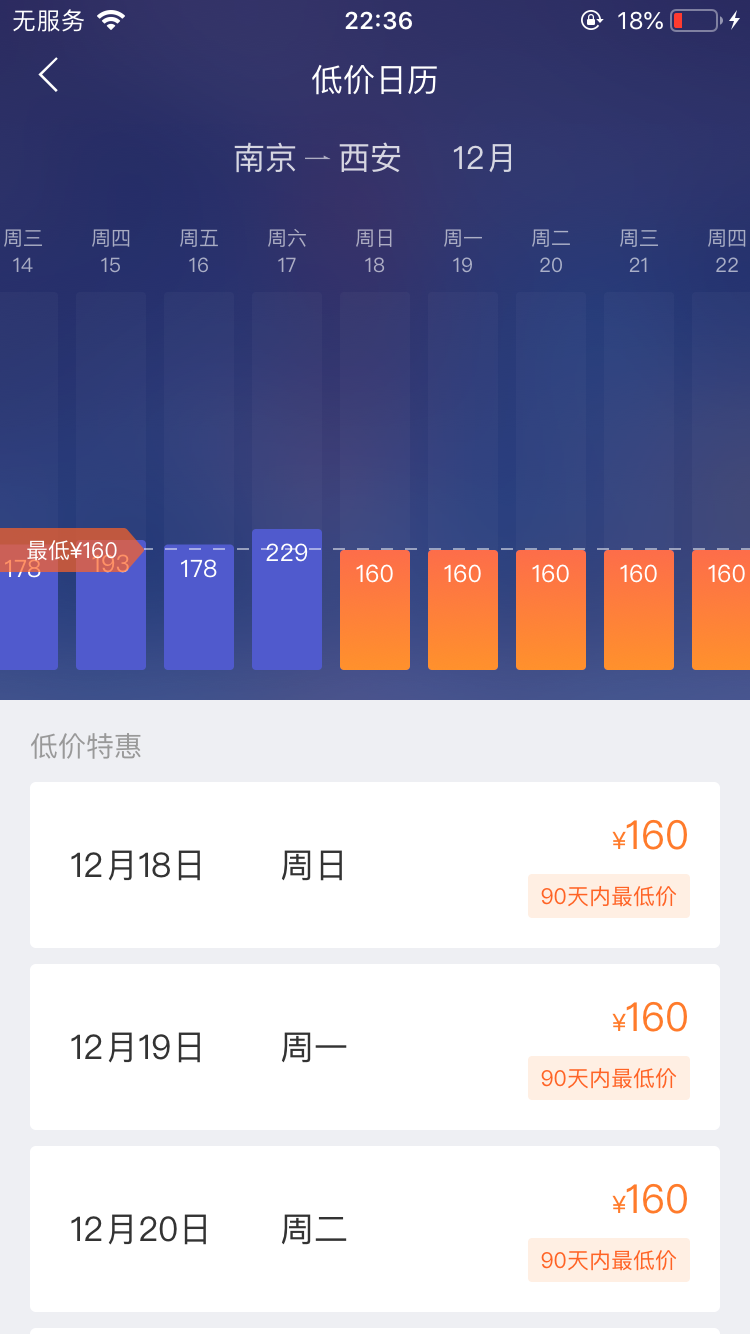 无服务 22:36 18%
低价日历
南京 西安 12月
周三 周四 周五 周六 周日 周一 周二 周三 周四
14 15 16 17 18 19 20 21 22
最低¥160
178 193 178 229 160 160 160 160 160
低价特惠
12月18日 周日 ¥160
90天内最低价
12月19日 周一 ¥160
90天内最低价
12月20日 周二 ¥160
90天内最低价